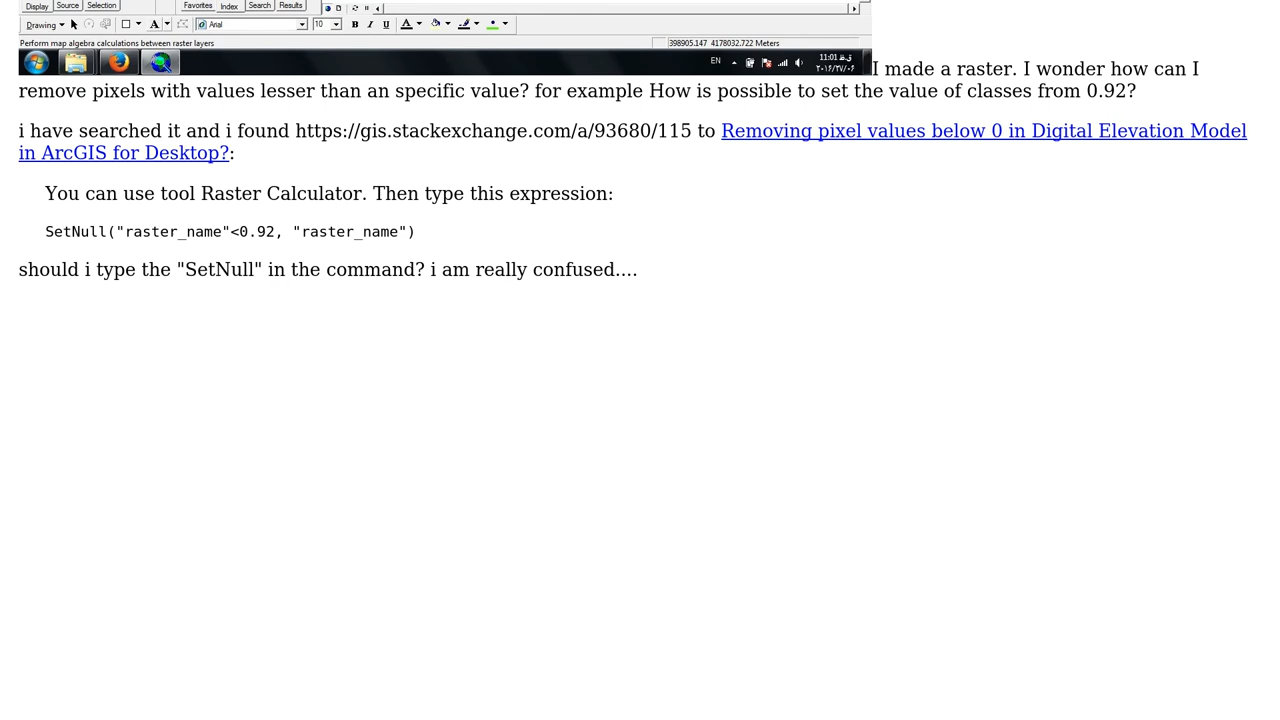 Display Source Selection Favorites Index Search Results
Drawing A Arial 10 B I U A
Perform map algebra calculations between raster layers 398905.147 4178032.722 Meters
EN 11:01 ق.ظ
۲۰۱۶/۲۷/۰۶ I made a raster. I wonder how can I
remove pixels with values lesser than an specific value? for example How is possible to set the value of classes from 0.92?
i have searched it and i found https://gis.stackexchange.com/a/93680/115 to Removing pixel values below 0 in Digital Elevation Model
in ArcGIS for Desktop?:
You can use tool Raster Calculator. Then type this expression:
SetNull("raster_name"<0.92, "raster_name")
should i type the "SetNull" in the command? i am really confused....